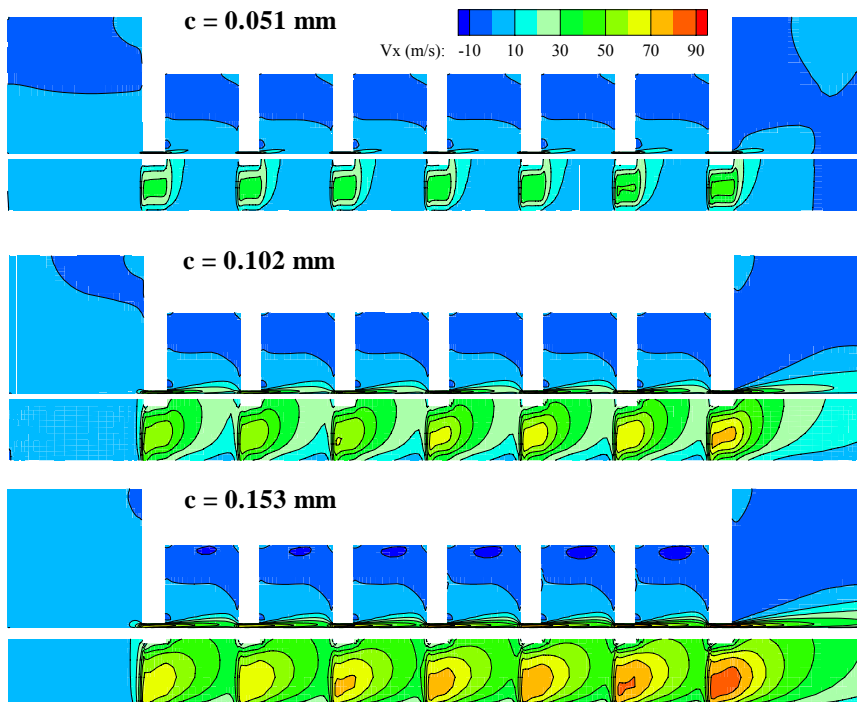 c = 0.051 mm
Vx (m/s): -10 10 30 50 70 90
c = 0.102 mm
c = 0.153 mm